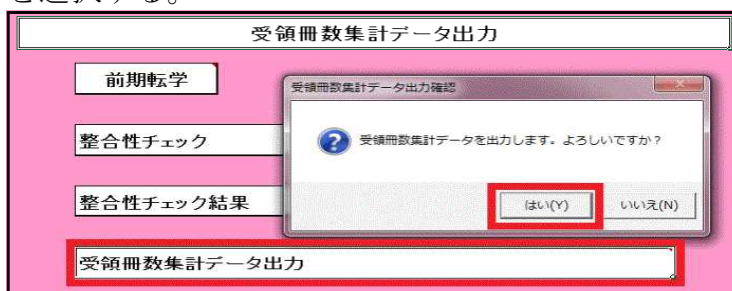 を選択する。
受領冊数集計データ出力
前期転学
受領冊数集計データ出力確認
整合性チェック
受領冊数集計データを出力します。よろしいですか？
整合性チェック結果
はい(Y)
いいえ(N)
受領冊数集計データ出力